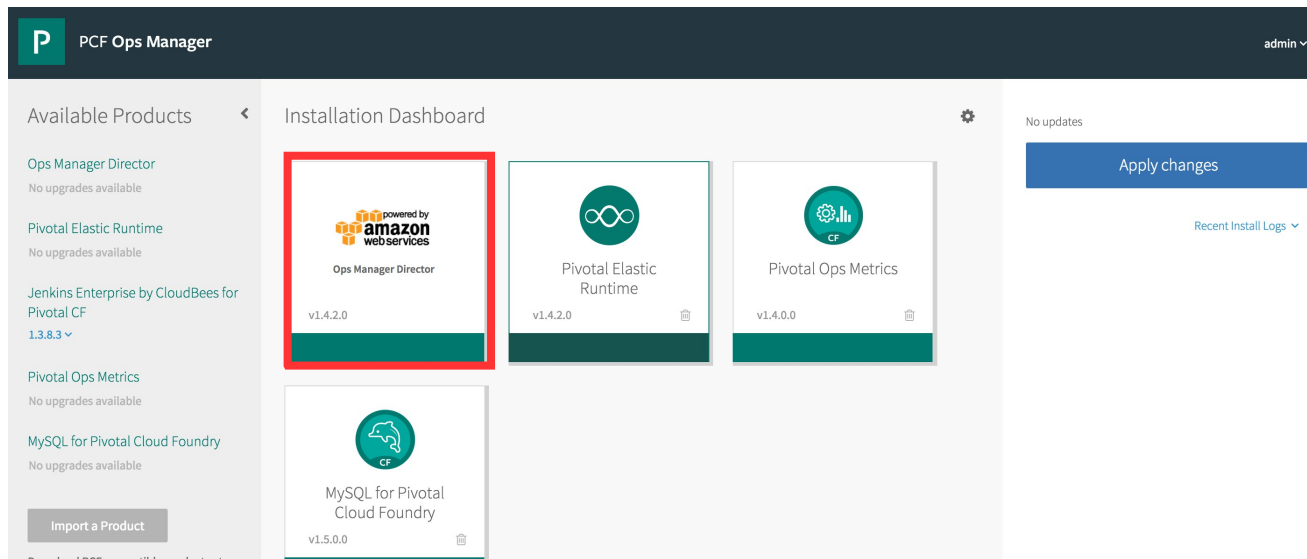 P
PCF Ops Manager
admin
Available Products
Ops Manager Director
No upgrades available
Pivotal Elastic Runtime
No upgrades available
Jenkins Enterprise by CloudBees for
Pivotal CF
1.3.8.3
Pivotal Ops Metrics
No upgrades available
MySQL for Pivotal Cloud Foundry
No upgrades available
Import a Product
Installation Dashboard
powered by
amazon
web services
Ops Manager Director
v1.4.2.0
Pivotal Elastic
Runtime
v1.4.2.0
CF
Pivotal Ops Metrics
v1.4.0.0
CF
MySQL for Pivotal
Cloud Foundry
v1.5.0.0
No updates
Apply changes
Recent Install Logs